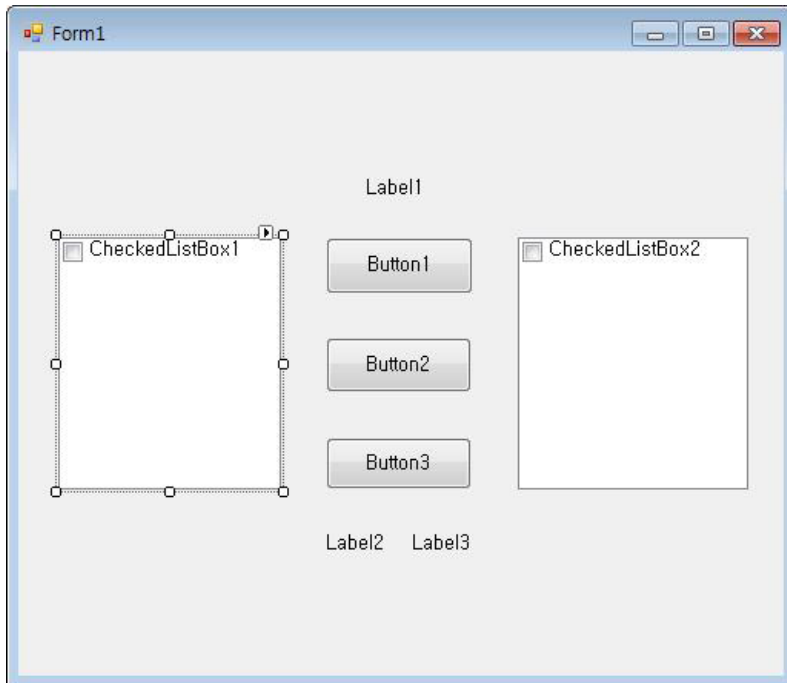 Form1
Label1
CheckedListBox1
Button1
CheckedListBox2
Button2
Button3
Label2 Label3